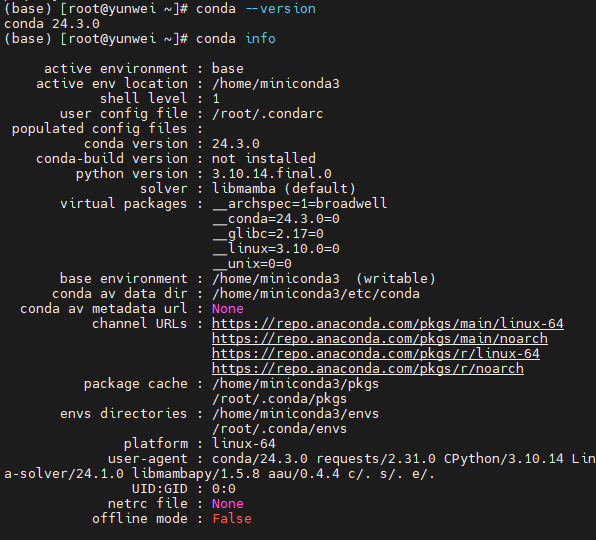 (base) [root@yunwei ~]# conda --version
conda 24.3.0
(base) [root@yunwei ~]# conda info
active environment : base
active env location : /home/miniconda3
shell level : 1
user config file : /root/.condarc
populated config files :
conda version : 24.3.0
conda-build version : not installed
python version : 3.10.14.final.0
solver : libmamba (default)
virtual packages : __archspec=1=broadwell
__conda=24.3.0=0
__glibc=2.17=0
__linux=3.10.0=0
__unix=0=0
base environment : /home/miniconda3  (writable)
conda av data dir : /home/miniconda3/etc/conda
conda av metadata url : None
channel URLs : https://repo.anaconda.com/pkgs/main/linux-64
https://repo.anaconda.com/pkgs/main/noarch
https://repo.anaconda.com/pkgs/r/linux-64
https://repo.anaconda.com/pkgs/r/noarch
package cache : /home/miniconda3/pkgs
/root/.conda/pkgs
envs directories : /home/miniconda3/envs
/root/.conda/envs
platform : linux-64
user-agent : conda/24.3.0 requests/2.31.0 CPython/3.10.14 Lin
a-solver/24.1.0 libmambapy/1.5.8 aau/0.4.4 c/. s/. e/.
UID:GID : 0:0
netrc file : None
offline mode : False